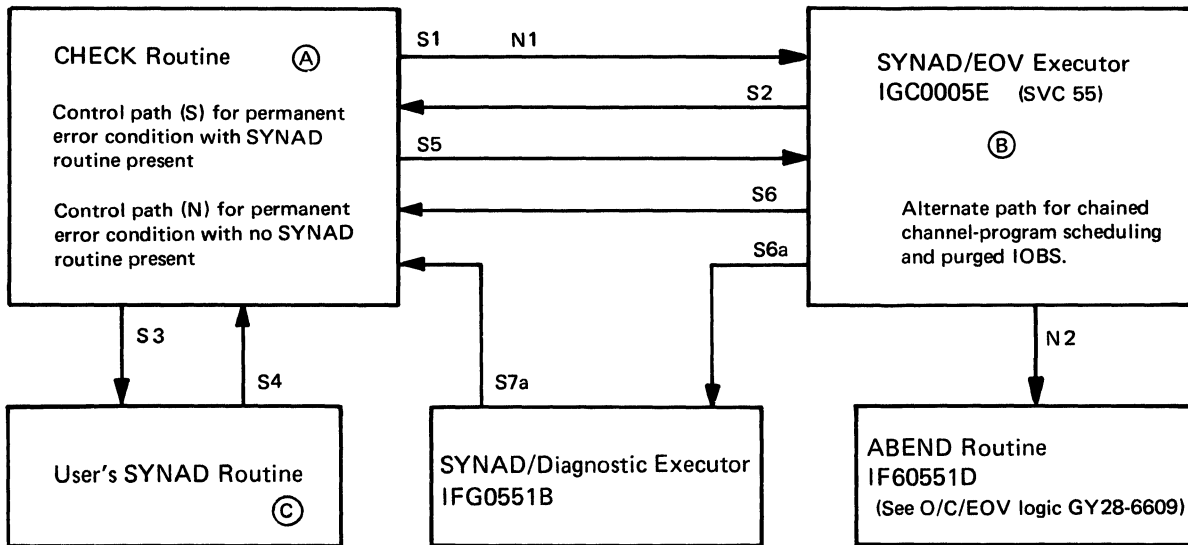 CHECK Routine A
Control path (S) for permanent
error condition with SYNAD
routine present
Control path (N) for permanent
error condition with no SYNAD
routine present
S1 N1
S2
S5
S6
S6a
SYNAD/EOV Executor
IGC0005E (SVC 55)
B
Alternate path for chained
channel-program scheduling
and purged IOBS.
S3
S4
S7a
N2
User's SYNAD Routine
C
SYNAD/Diagnostic Executor
IFG0551B
ABEND Routine
IF60551D
(See O/C/EOV logic GY28-6609)